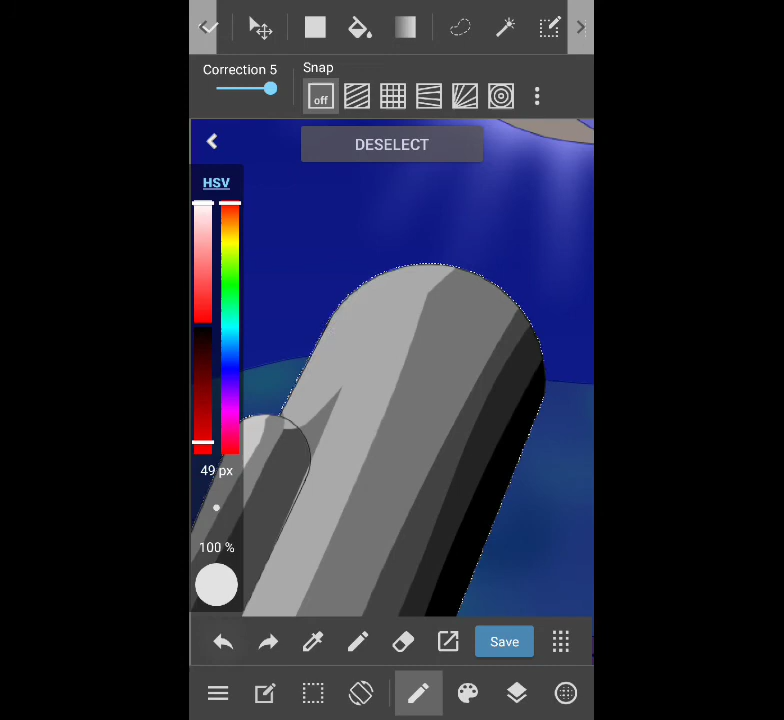 Correction 5
Snap
off
DESELECT
HSV
49 px
100 %
Save